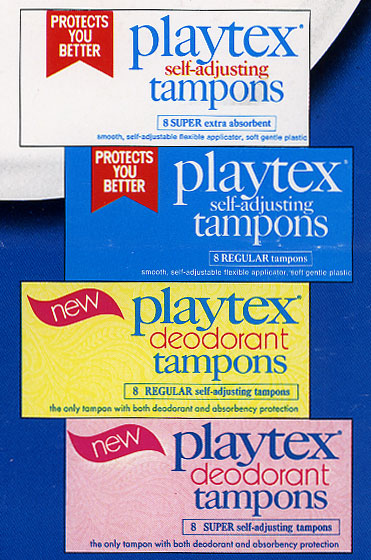 PROTECTS
YOU
BETTER
playtex®
self-adjusting
tampons
8 SUPER extra absorbent
smooth, self-adjustable flexible applicator, soft gentle plastic
PROTECTS
YOU
BETTER
playtex®
self-adjusting
tampons
8 REGULAR tampons
smooth, self-adjustable flexible applicator, soft gentle plastic
new
playtex®
deodorant
tampons
8 REGULAR self-adjusting tampons
the only tampon with both deodorant and absorbency protection
new
playtex®
deodorant
tampons
8 SUPER self-adjusting tampons
the only tampon with both deodorant and absorbency protection